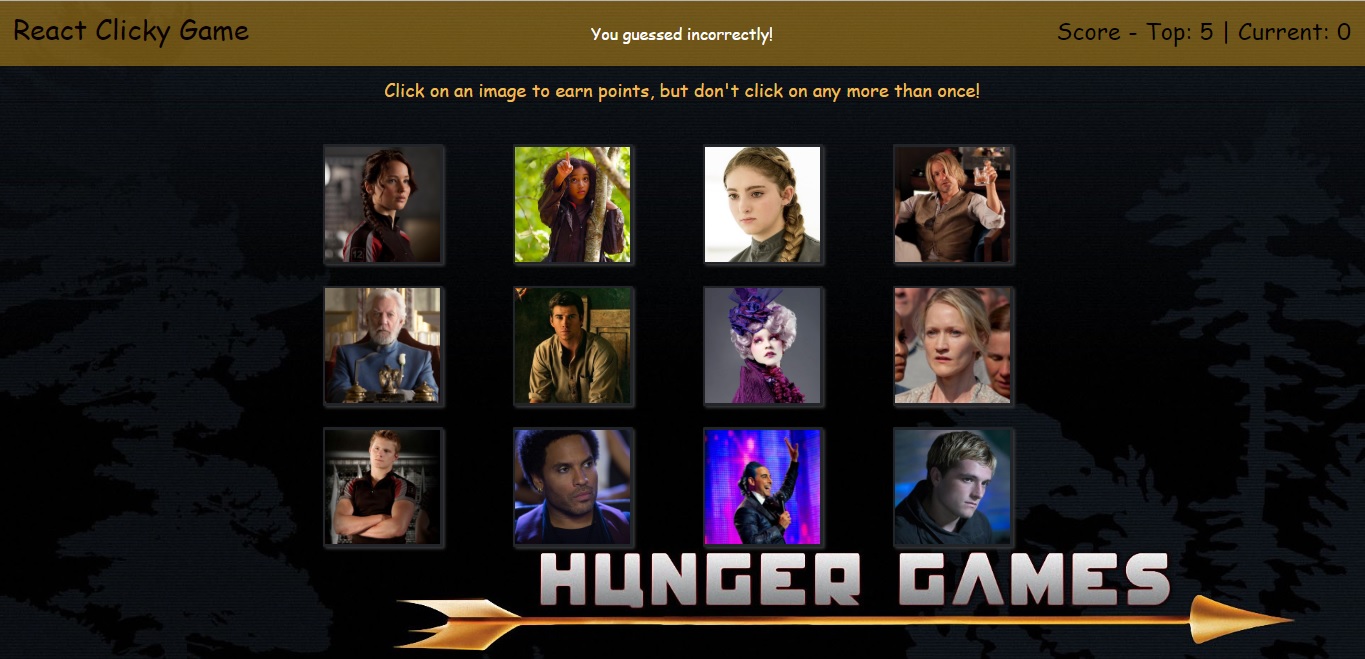 React Clicky Game
You guessed incorrectly!
Score - Top: 5 | Current: 0
Click on an image to earn points, but don't click on any more than once!
12
HUNGER GAMES